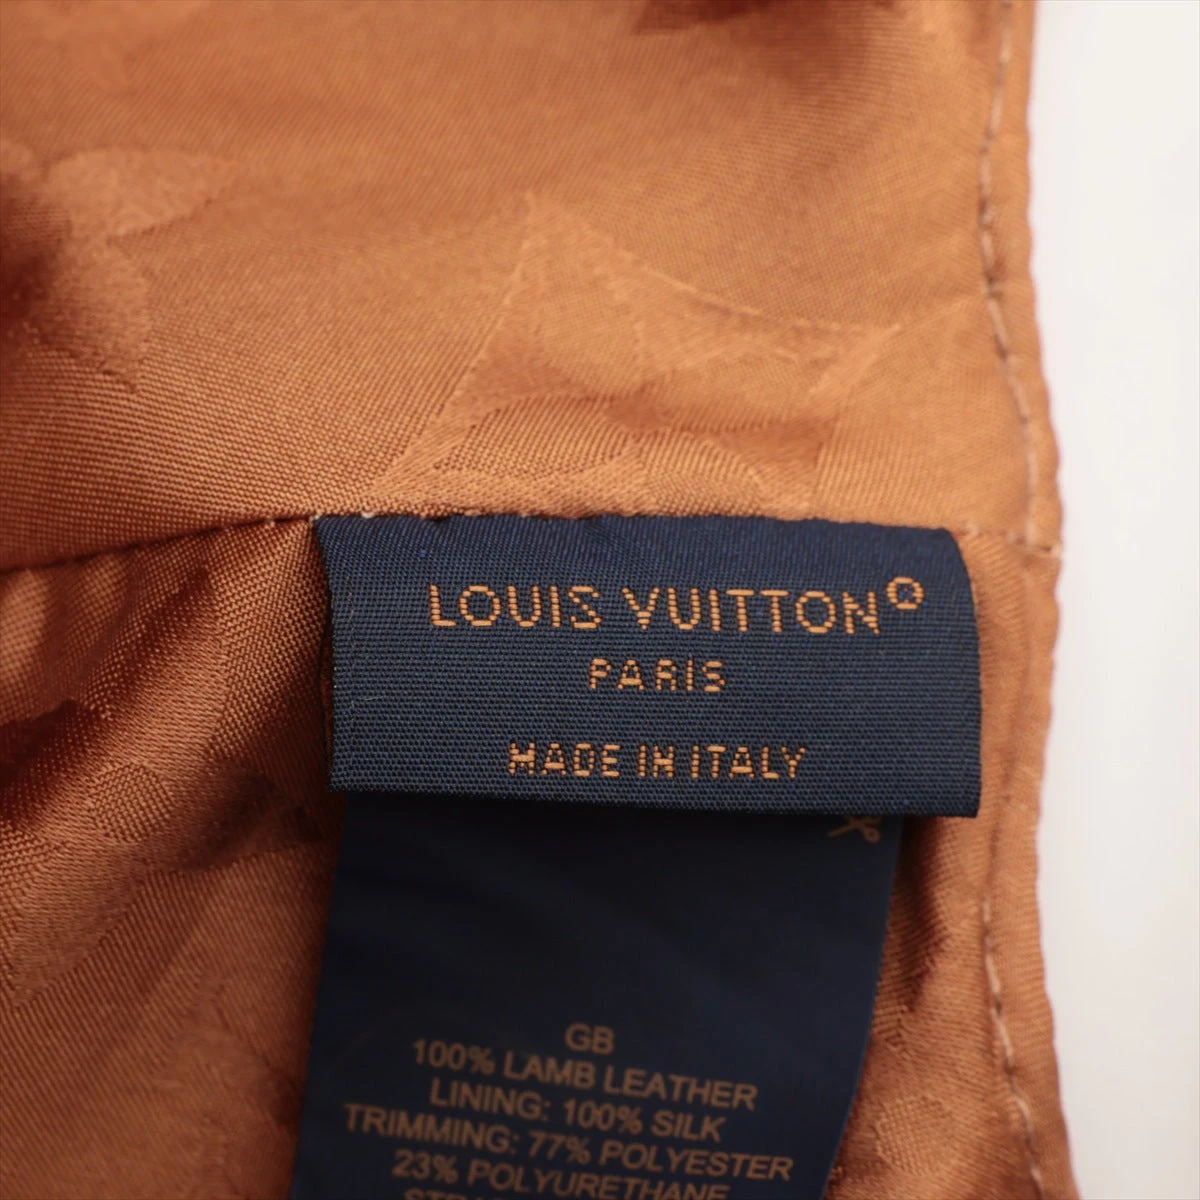 LOUIS VUITTON
PARIS
MADE IN ITALY
GB
100% LAMB LEATHER
LINING: 100% SILK
TRIMMING: 77% POLYESTER
23% POLYURETHANE